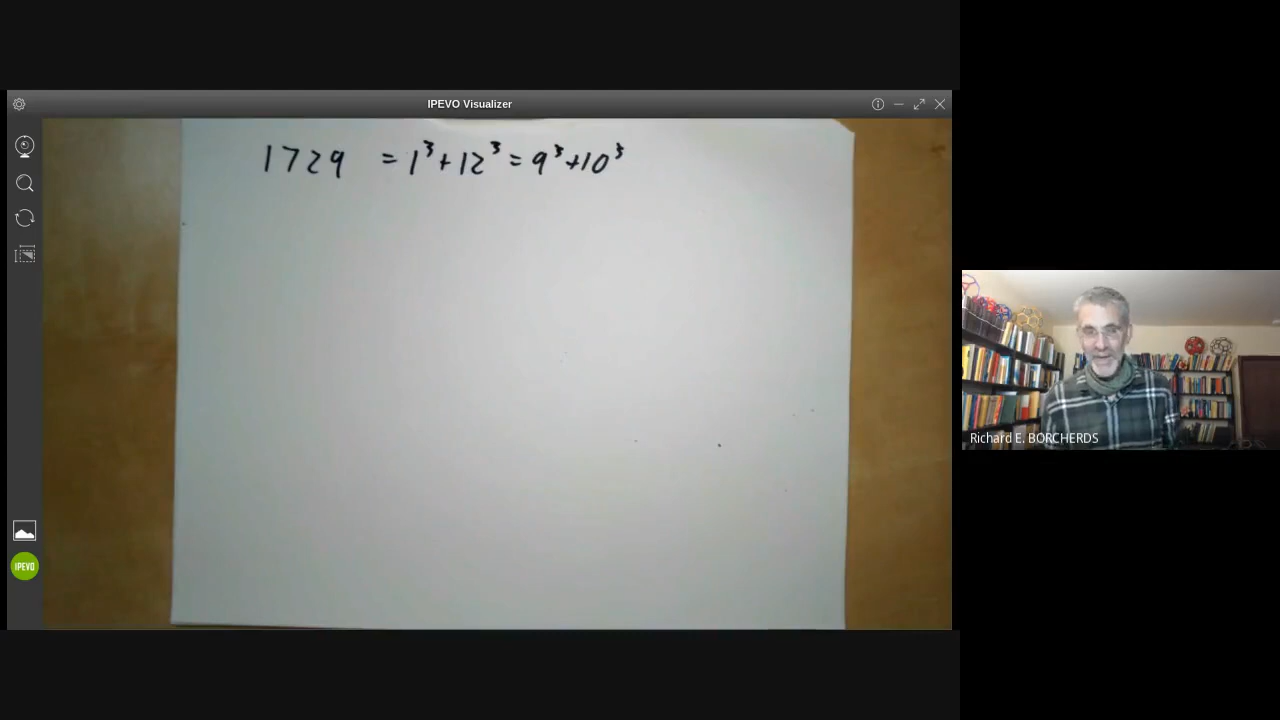 IPEVO Visualizer
1729 = 1³ + 12³ = 9³ + 10³
IPEVO
Richard E. BORCHERDS